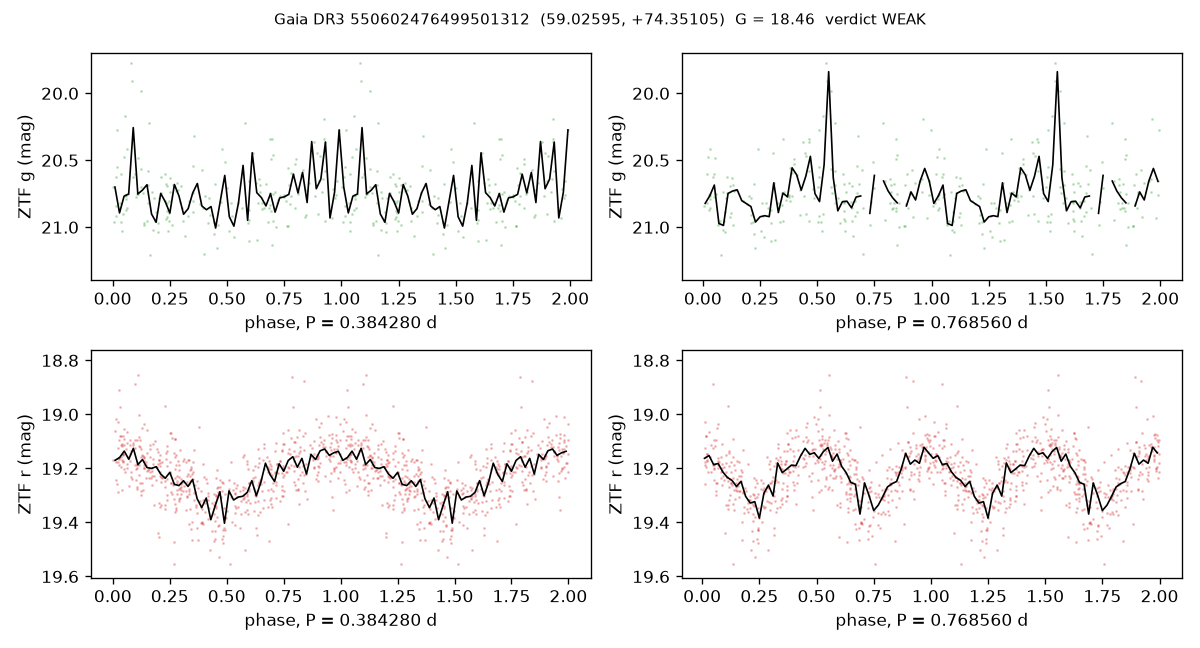 Gaia DR3 550602476499501312 (59.02595, +74.35105) G = 18.46 verdict WEAK
ZTF g (mag)
20.0
20.5
21.0
0.00 0.25 0.50 0.75 1.00 1.25 1.50 1.75 2.00
phase, P = 0.384280 d
ZTF g (mag)
20.0
20.5
21.0
0.00 0.25 0.50 0.75 1.00 1.25 1.50 1.75 2.00
phase, P = 0.768560 d
ZTF r (mag)
18.8
19.0
19.2
19.4
19.6
0.00 0.25 0.50 0.75 1.00 1.25 1.50 1.75 2.00
phase, P = 0.384280 d
ZTF r (mag)
18.8
19.0
19.2
19.4
19.6
0.00 0.25 0.50 0.75 1.00 1.25 1.50 1.75 2.00
phase, P = 0.768560 d